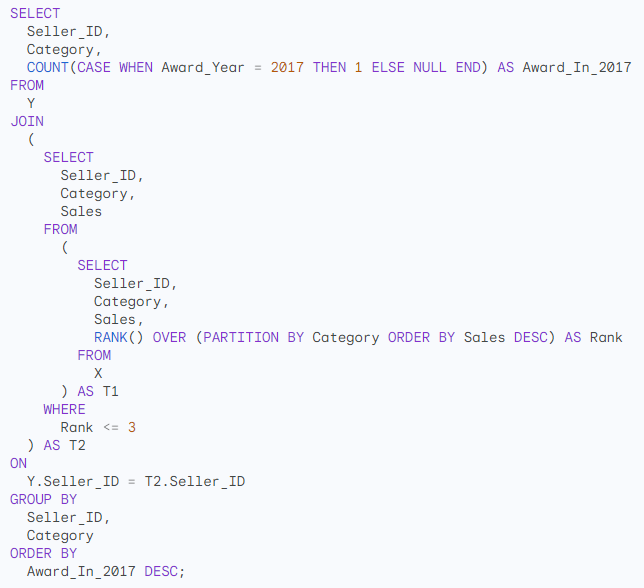 SELECT
  Seller_ID,
  Category,
  COUNT(CASE WHEN Award_Year = 2017 THEN 1 ELSE NULL END) AS Award_In_2017
FROM
  Y
JOIN
  (
    SELECT
      Seller_ID,
      Category,
      Sales
    FROM
      (
        SELECT
          Seller_ID,
          Category,
          Sales,
          RANK() OVER (PARTITION BY Category ORDER BY Sales DESC) AS Rank
        FROM
          X
      ) AS T1
    WHERE
      Rank <= 3
  ) AS T2
ON
  Y.Seller_ID = T2.Seller_ID
GROUP BY
  Seller_ID,
  Category
ORDER BY
  Award_In_2017 DESC;